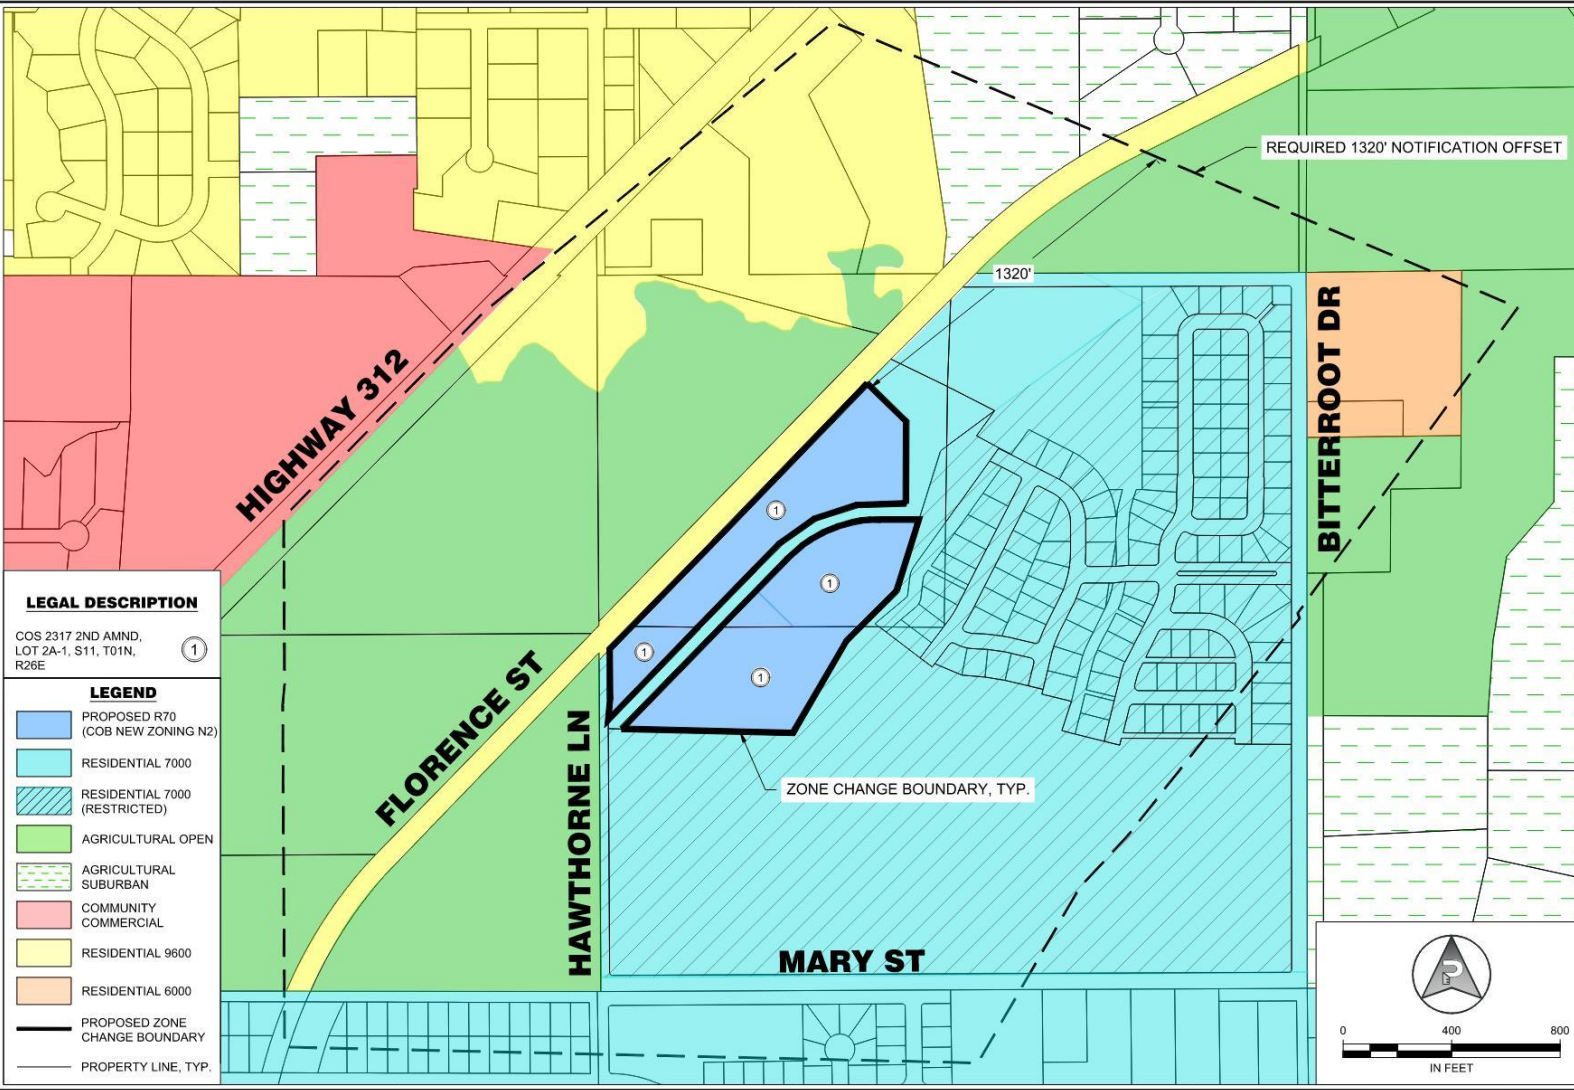 REQUIRED 1320' NOTIFICATION OFFSET
1320'
HIGHWAY 312
BITTERROOT DR
1
1
1
1
FLORENCE ST
HAWTHORNE LN
ZONE CHANGE BOUNDARY, TYP.
MARY ST
LEGAL DESCRIPTION
COS 2317 2ND AMND,
LOT 2A-1, S11, T01N,
R26E
1
LEGEND
PROPOSED R70
(COB NEW ZONING N2)
RESIDENTIAL 7000
RESIDENTIAL 7000
(RESTRICTED)
AGRICULTURAL OPEN
AGRICULTURAL
SUBURBAN
COMMUNITY
COMMERCIAL
RESIDENTIAL 9600
RESIDENTIAL 6000
PROPOSED ZONE
CHANGE BOUNDARY
PROPERTY LINE, TYP.
0 400 800
IN FEET